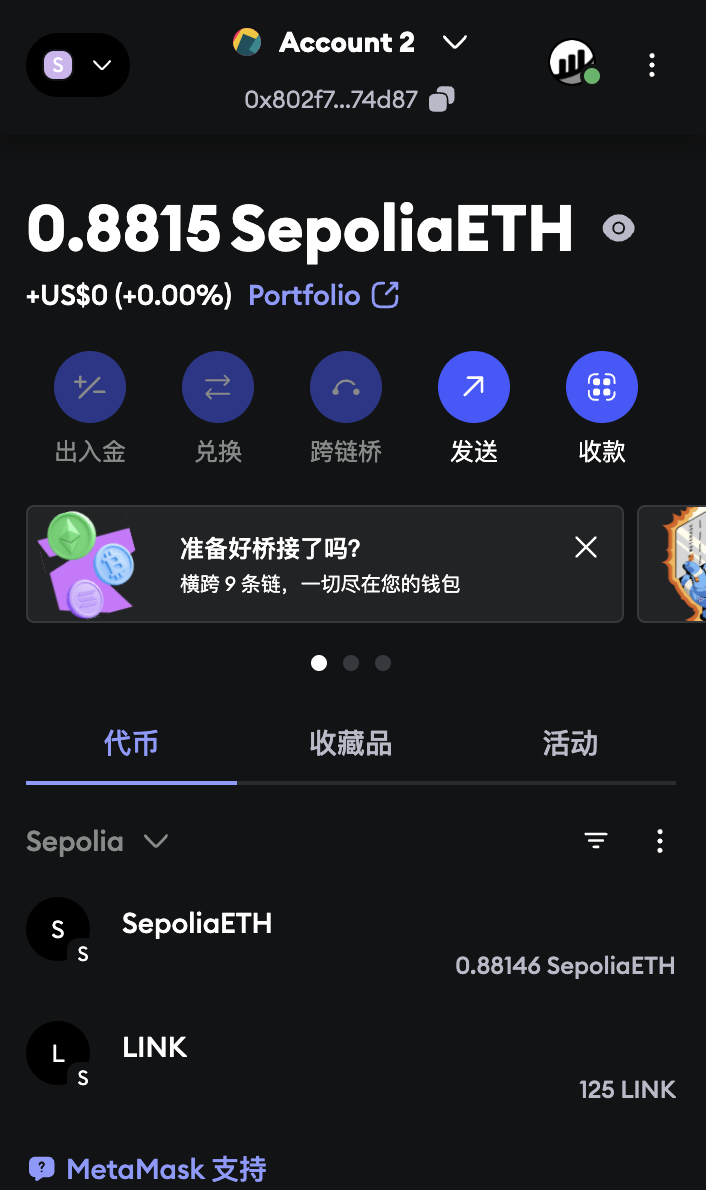 S
Account 2
0x802f7...74d87
0.8815 SepoliaETH
+US$0 (+0.00%) Portfolio
出入金 兑换 跨链桥 发送 收款
准备好桥接了吗?
横跨 9 条链，一切尽在您的钱包
代币 收藏品 活动
Sepolia
S
S
SepoliaETH
0.88146 SepoliaETH
L
S
LINK
125 LINK
MetaMask 支持